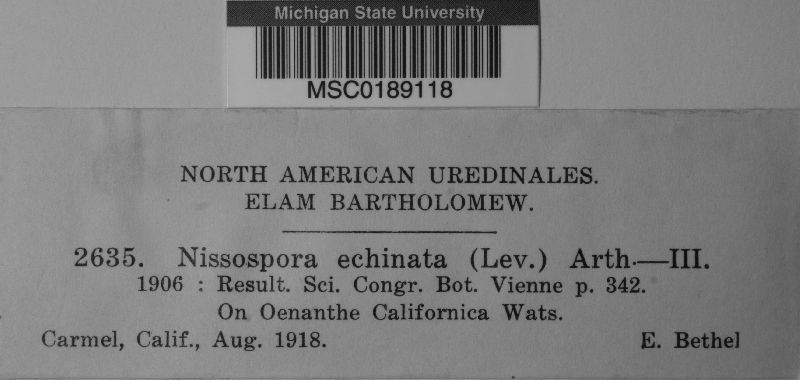 Michigan State University
MSC0189118
NORTH AMERICAN UREDINALES.
ELAM BARTHOLOMEW.
2635. Nissospora echinata (Lev.) Arth.—III.
1906 : Result. Sci. Congr. Bot. Vienne p. 342.
On Oenanthe Californica Wats.
Carmel, Calif., Aug. 1918. E. Bethel